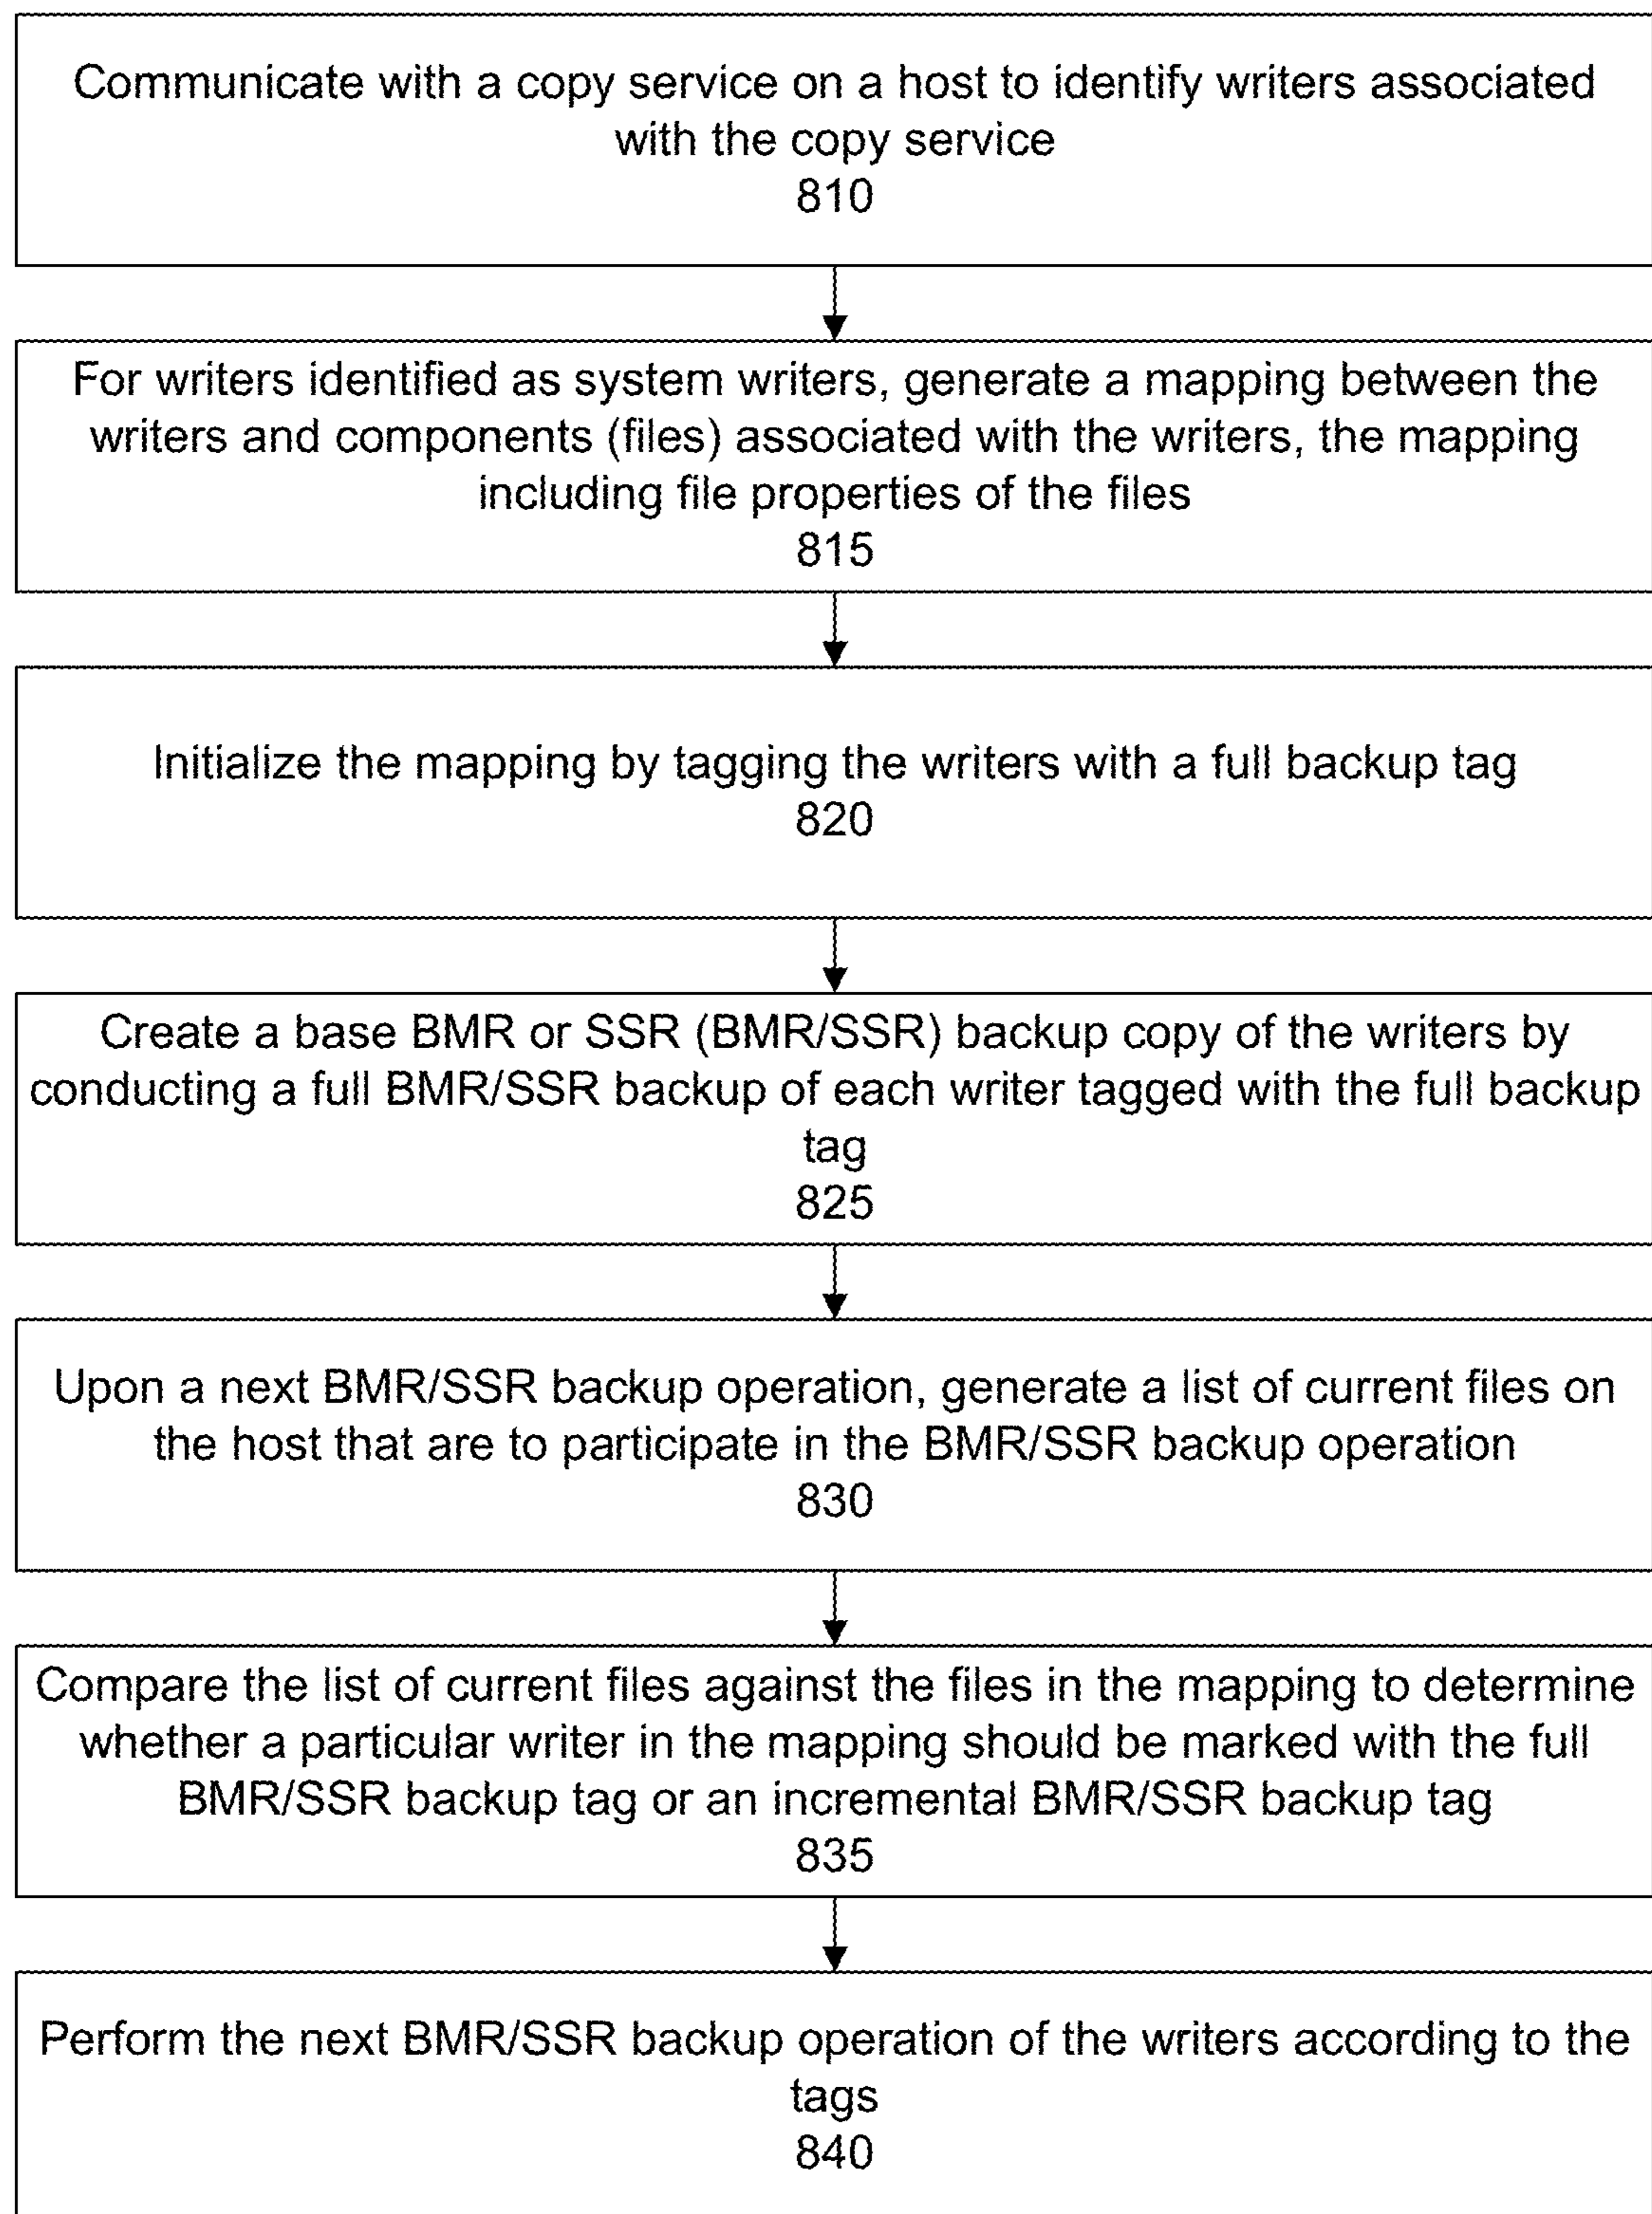 Communicate with a copy service on a host to identify writers associated
with the copy service
810
For writers identified as system writers, generate a mapping between the
writers and components (files) associated with the writers, the mapping
including file properties of the files
815
Initialize the mapping by tagging the writers with a full backup tag
820
Create a base BMR or SSR (BMR/SSR) backup copy of the writers by
conducting a full BMR/SSR backup of each writer tagged with the full backup
tag
825
Upon a next BMR/SSR backup operation, generate a list of current files on
the host that are to participate in the BMR/SSR backup operation
830
Compare the list of current files against the files in the mapping to determine
whether a particular writer in the mapping should be marked with the full
BMR/SSR backup tag or an incremental BMR/SSR backup tag
835
Perform the next BMR/SSR backup operation of the writers according to the
tags
840